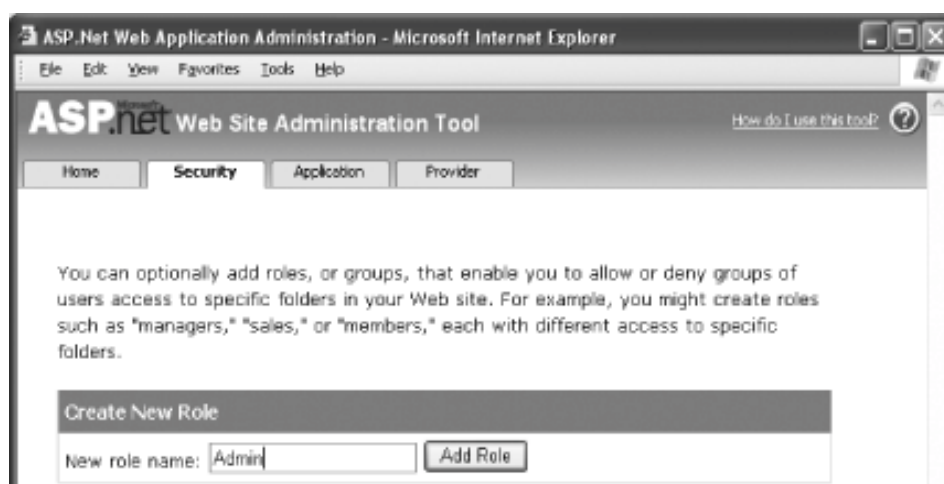 ASP.Net Web Application Administration - Microsoft Internet Explorer
File Edit View Favorites Tools Help
Microsoft
ASP.net Web Site Administration Tool
How do I use this tool? ?
Home Security Application Provider
You can optionally add roles, or groups, that enable you to allow or deny groups of
users access to specific folders in your Web site. For example, you might create roles
such as "managers," "sales," or "members," each with different access to specific
folders.
Create New Role
New role name: Admin Add Role